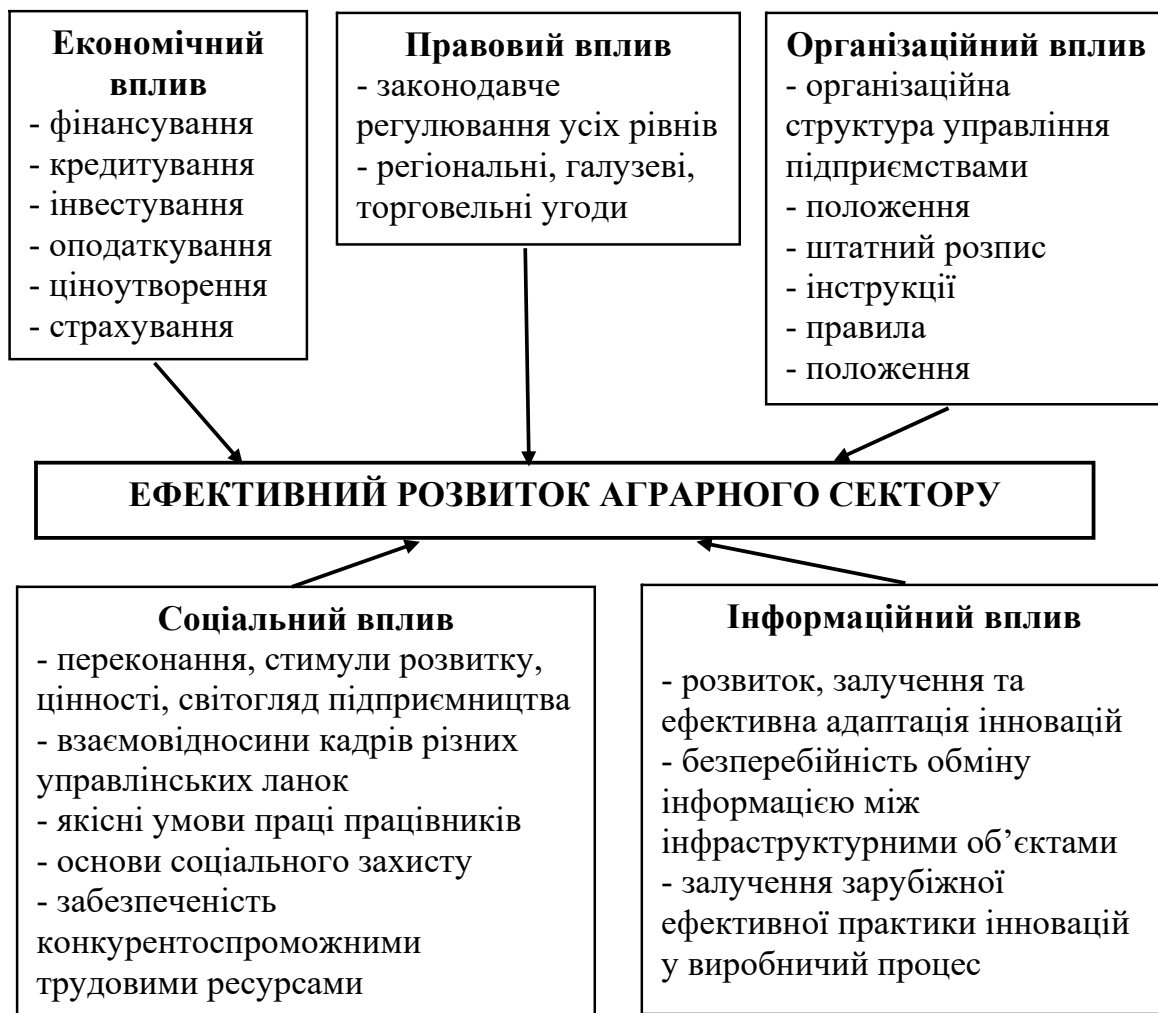 Економічний
вплив
- фінансування
- кредитування
- інвестування
- оподаткування
- ціноутворення
- страхування
Правовий вплив
- законодавче
регулювання усіх рівнів
- регіональні, галузеві,
торговельні угоди
Організаційний вплив
- організаційна
структура управління
підприємствами
- положення
- штатний розпис
- інструкції
- правила
- положення
ЕФЕКТИВНИЙ РОЗВИТОК АГРАРНОГО СЕКТОРУ
Соціальний вплив
- переконання, стимули розвитку,
цінності, світогляд підприємництва
- взаємовідносини кадрів різних
управлінських ланок
- якісні умови праці працівників
- основи соціального захисту
- забезпеченість
конкурентоспроможними
трудовими ресурсами
Інформаційний вплив
- розвиток, залучення та
ефективна адаптація інновацій
- безперебійність обміну
інформацією між
інфраструктурними об’єктами
- залучення зарубіжної
ефективної практики інновацій
у виробничий процес